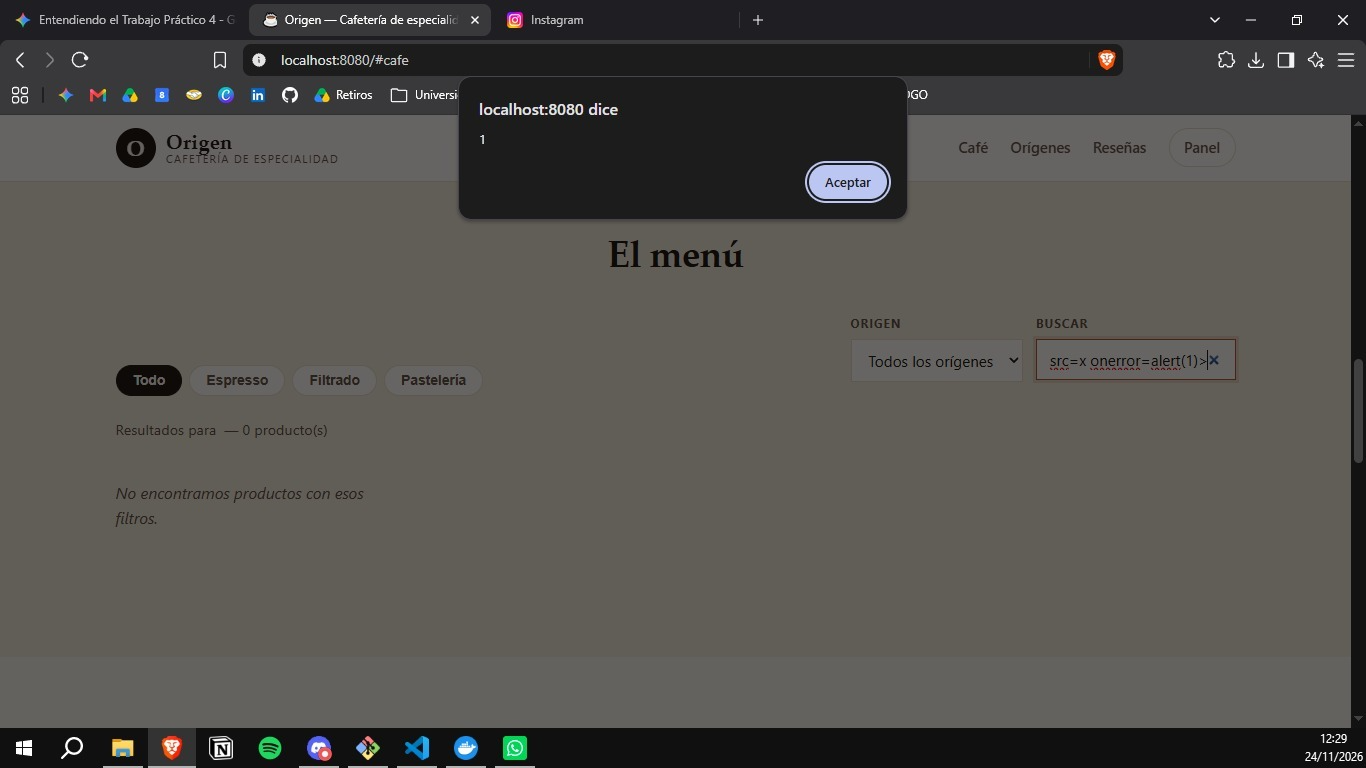 Entendiendo el Trabajo Práctico 4 - G
Origen — Cafetería de especialid
Instagram
localhost:8080/#cafe
8
in
Retiros
Universi
OGO
localhost:8080 dice
1
Aceptar
O
Origen
CAFETERÍA DE ESPECIALIDAD
Café
Orígenes
Reseñas
Panel
El menú
ORIGEN
BUSCAR
Todos los orígenes
src=x onerror=alert(1)>
Todo
Espresso
Filtrado
Pastelería
Resultados para — 0 producto(s)
No encontramos productos con esos
filtros.
12:29
24/11/2026